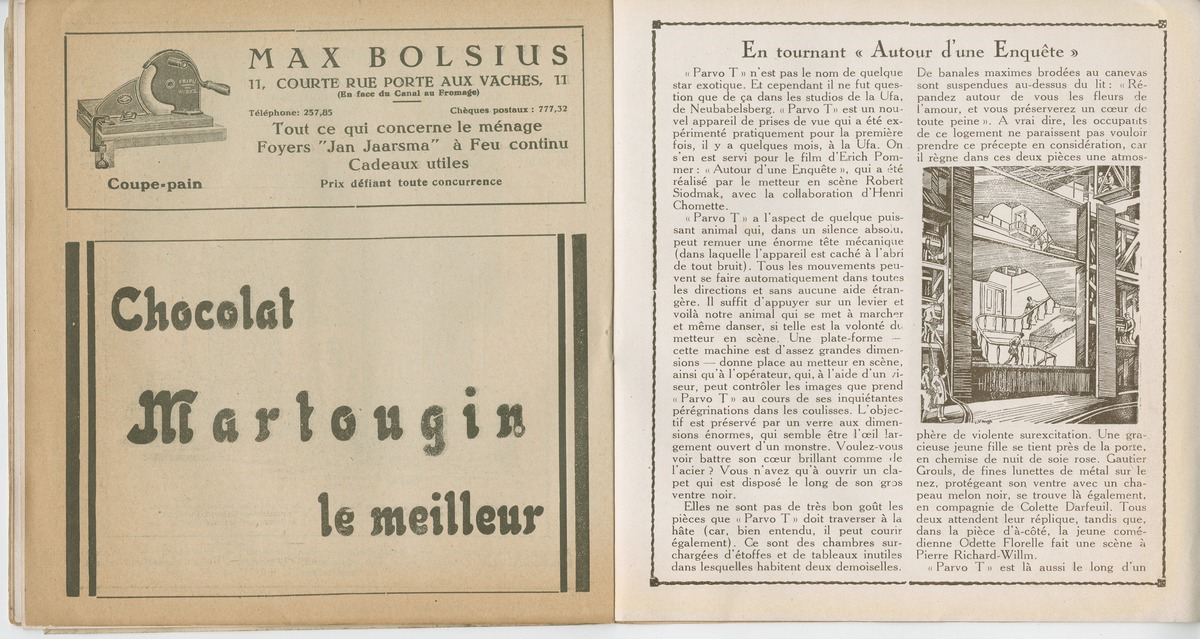 MAX BOLSIUS
11, COURTE RUE PORTE AUX VACHES, 11
(En face du Canal au Fromage)
Téléphone: 257,85 Chèques postaux : 777,32
Tout ce qui concerne le ménage
Foyers "Jan Jaarsma" à Feu continu
Cadeaux utiles
Coupe-pain
Prix défiant toute concurrence
Chocolat
Martougin
le meilleur
En tournant « Autour d'une Enquête »
« Parvo T » n'est pas le nom de quelque
star exotique. Et cependant il ne fut ques-
tion que de ça dans les studios de la Ufa,
de Neubabelsberg. « Parvo T » est un nou-
vel appareil de prises de vue qui a été ex-
périmenté pratiquement pour la première
fois, il y a quelques mois, à la Ufa. On
s'en est servi pour le film d'Erich Pom-
mer : « Autour d'une Enquête », qui a été
réalisé par le metteur en scène Robert
Siodmak, avec la collaboration d'Henri
Chomette.
« Parvo T » a l'aspect de quelque puis-
sant animal qui, dans un silence absolu,
peut remuer une énorme tête mécanique
(dans laquelle l'appareil est caché à l'abri
de tout bruit). Tous les mouvements peu-
vent se faire automatiquement dans toutes
les directions et sans aucune aide étran-
gère. Il suffit d'appuyer sur un levier et
voilà notre animal qui se met à marcher
et même danser, si telle est la volonté du
metteur en scène. Une plate-forme —
cette machine est d'assez grandes dimen-
sions — donne place au metteur en scène,
ainsi qu'à l'opérateur, qui, à l'aide d'un vi-
seur, peut contrôler les images que prend
« Parvo T » au cours de ses inquiétantes
pérégrinations dans les coulisses. L'objec-
tif est préservé par un verre aux dimen-
sions énormes, qui semble être l'œil lar-
gement ouvert d'un monstre. Voulez-vous
voir battre son cœur brillant comme de
l'acier ? Vous n'avez qu'à ouvrir un cla-
pet qui est disposé le long de son gros
ventre noir.
Elles ne sont pas de très bon goût les
pièces que « Parvo T » doit traverser à la
hâte (car, bien entendu, il peut courir
également). Ce sont des chambres sur-
chargées d'étoffes et de tableaux inutiles
dans lesquelles habitent deux demoiselles.
De banales maximes brodées au canevas
sont suspendues au-dessus du lit : « Ré-
pandez autour de vous les fleurs de
l'amour, et vous préserverez un cœur de
toute peine ». A vrai dire, les occupants
de ce logement ne paraissent pas vouloir
prendre ce précepte en considération, car
il règne dans ces deux pièces une atmos-
phère de violente surexcitation. Une gra-
cieuse jeune fille se tient près de la porte,
en chemise de nuit de soie rose. Gautier
Grouls, de fines lunettes de métal sur le
nez, protégeant son ventre avec un cha-
peau melon noir, se trouve là également,
en compagnie de Colette Darfeuil. Tous
deux attendent leur réplique, tandis que,
dans la pièce d'à-côté, la jeune comé-
dienne Odette Florelle fait une scène à
Pierre Richard-Willm.
« Parvo T » est là aussi le long d'un